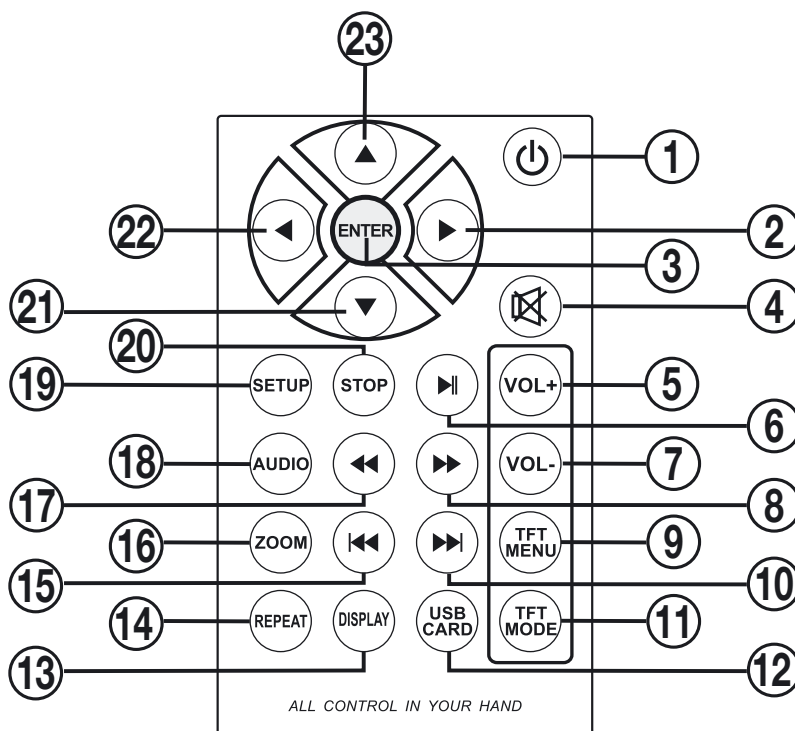 23
1
22
ENTER
2
3
21
4
20
19
SETUP
STOP
VOL+
5
6
18
AUDIO
VOL-
7
17
8
16
ZOOM
TFT
MENU
9
15
10
14
REPEAT
DISPLAY
USB
CARD
TFT
MODE
11
13
12
ALL CONTROL IN YOUR HAND